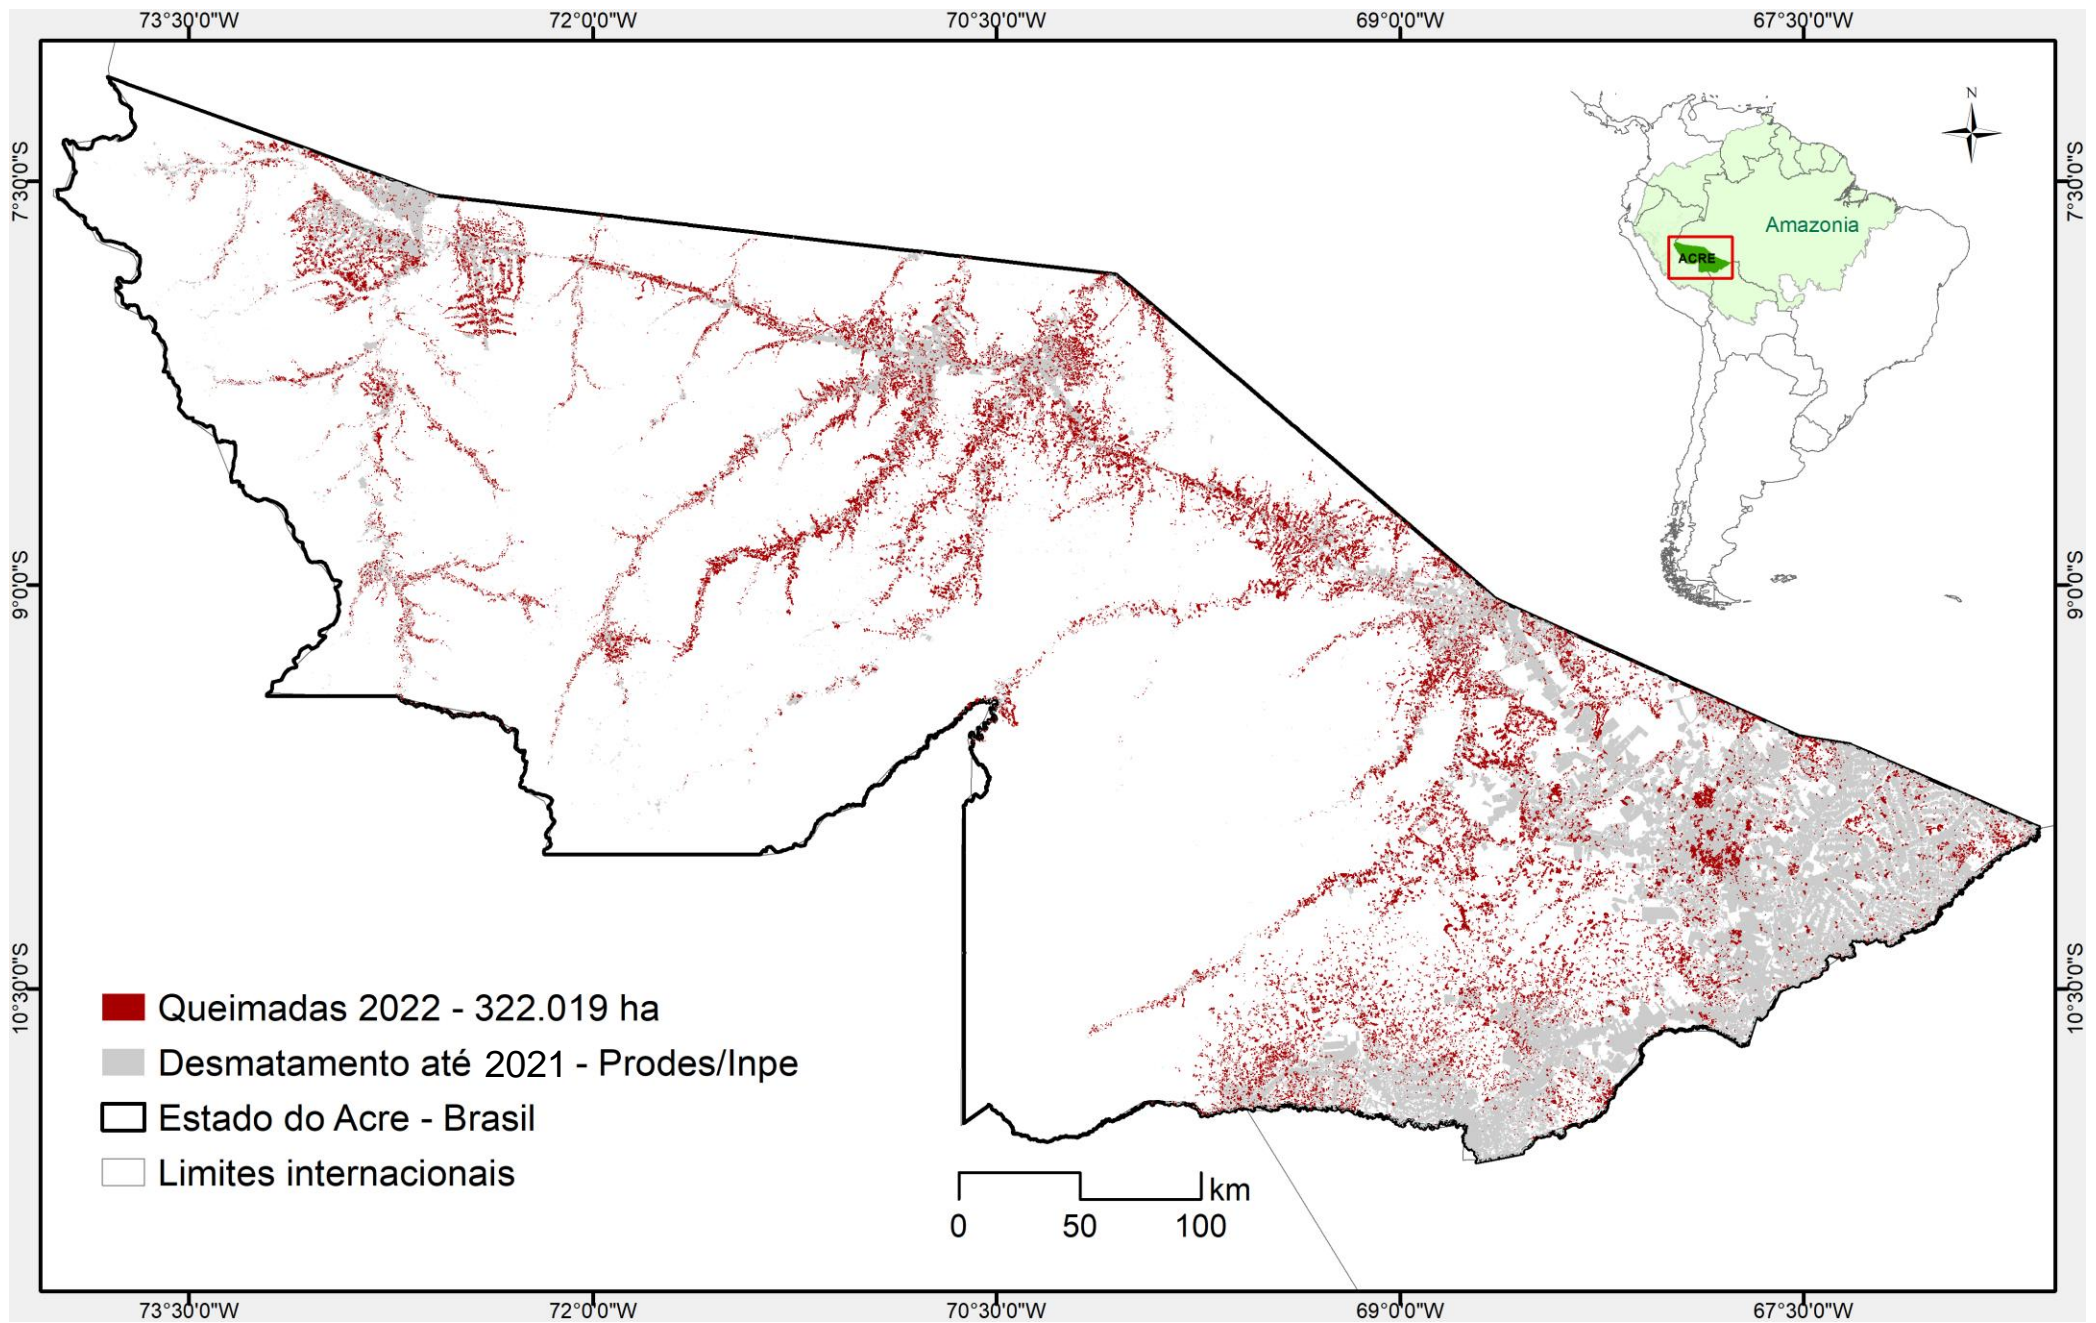 73°30'0"W 72°0'0"W 70°30'0"W 69°0'0"W 67°30'0"W
N
7°30'0"S
7°30'0"S
Amazonia
ACRE
9°0'0"S
9°0'0"S
10°30'0"S
10°30'0"S
Queimadas 2022 - 322.019 ha
Desmatamento até 2021 - Prodes/Inpe
Estado do Acre - Brasil
Limites internacionais
km
0 50 100
73°30'0"W 72°0'0"W 70°30'0"W 69°0'0"W 67°30'0"W